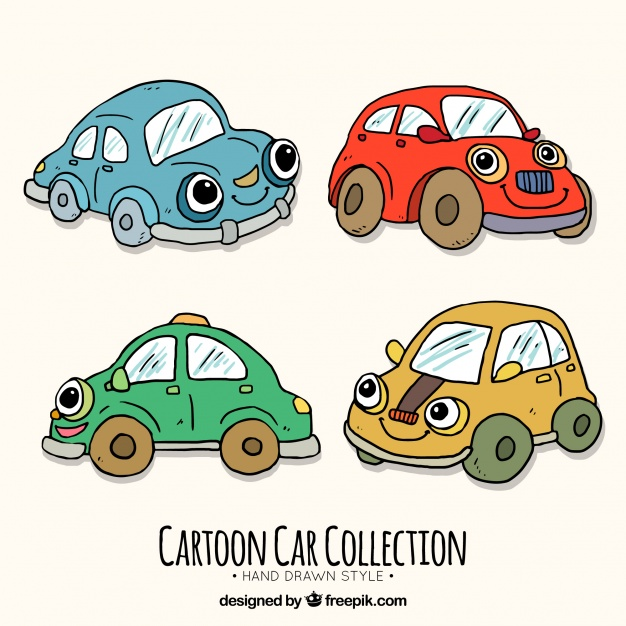 CARTOON CAR COLLECTION
• HAND DRAWN STYLE •
designed by freepik.com